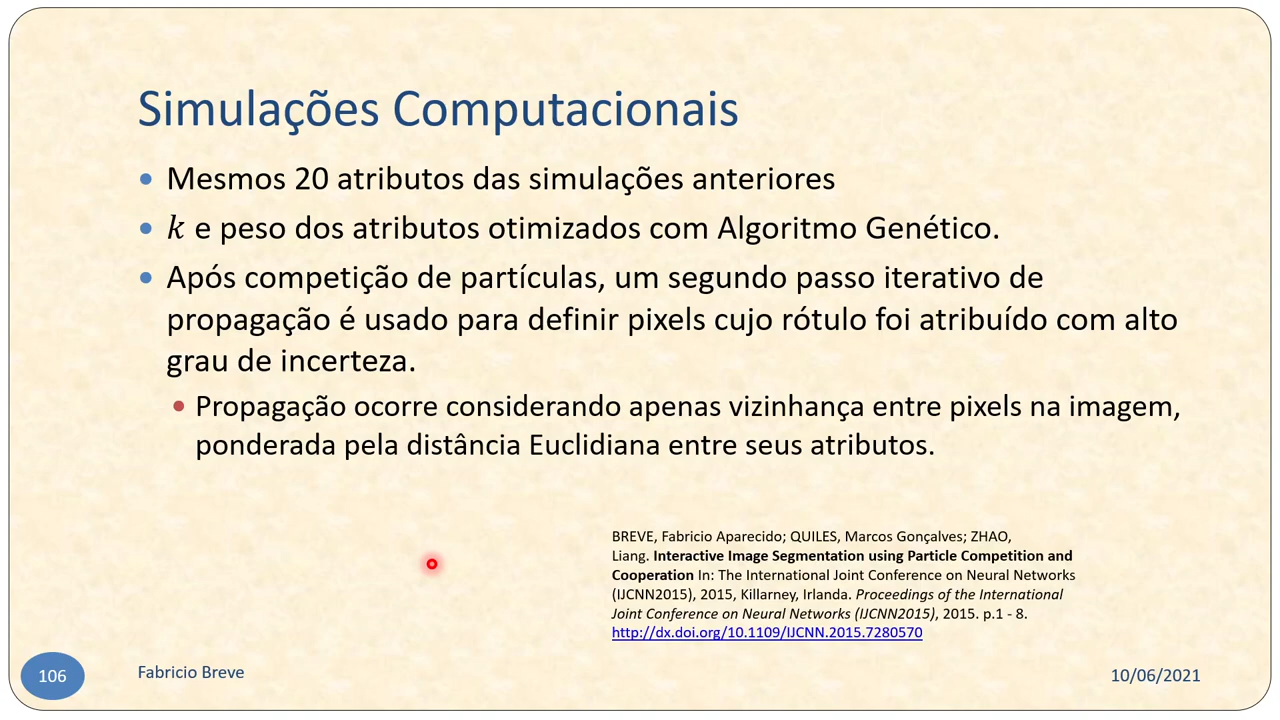 Simulações Computacionais
• Mesmos 20 atributos das simulações anteriores
• k e peso dos atributos otimizados com Algoritmo Genético.
• Após competição de partículas, um segundo passo iterativo de
propagação é usado para definir pixels cujo rótulo foi atribuído com alto
grau de incerteza.
• Propagação ocorre considerando apenas vizinhança entre pixels na imagem,
ponderada pela distância Euclidiana entre seus atributos.
BREVE, Fabricio Aparecido; QUILES, Marcos Gonçalves; ZHAO,
Liang. Interactive Image Segmentation using Particle Competition and
Cooperation In: The International Joint Conference on Neural Networks
(IJCNN2015), 2015, Killarney, Irlanda. Proceedings of the International
Joint Conference on Neural Networks (IJCNN2015), 2015. p.1 - 8.
http://dx.doi.org/10.1109/IJCNN.2015.7280570
106
Fabricio Breve
10/06/2021